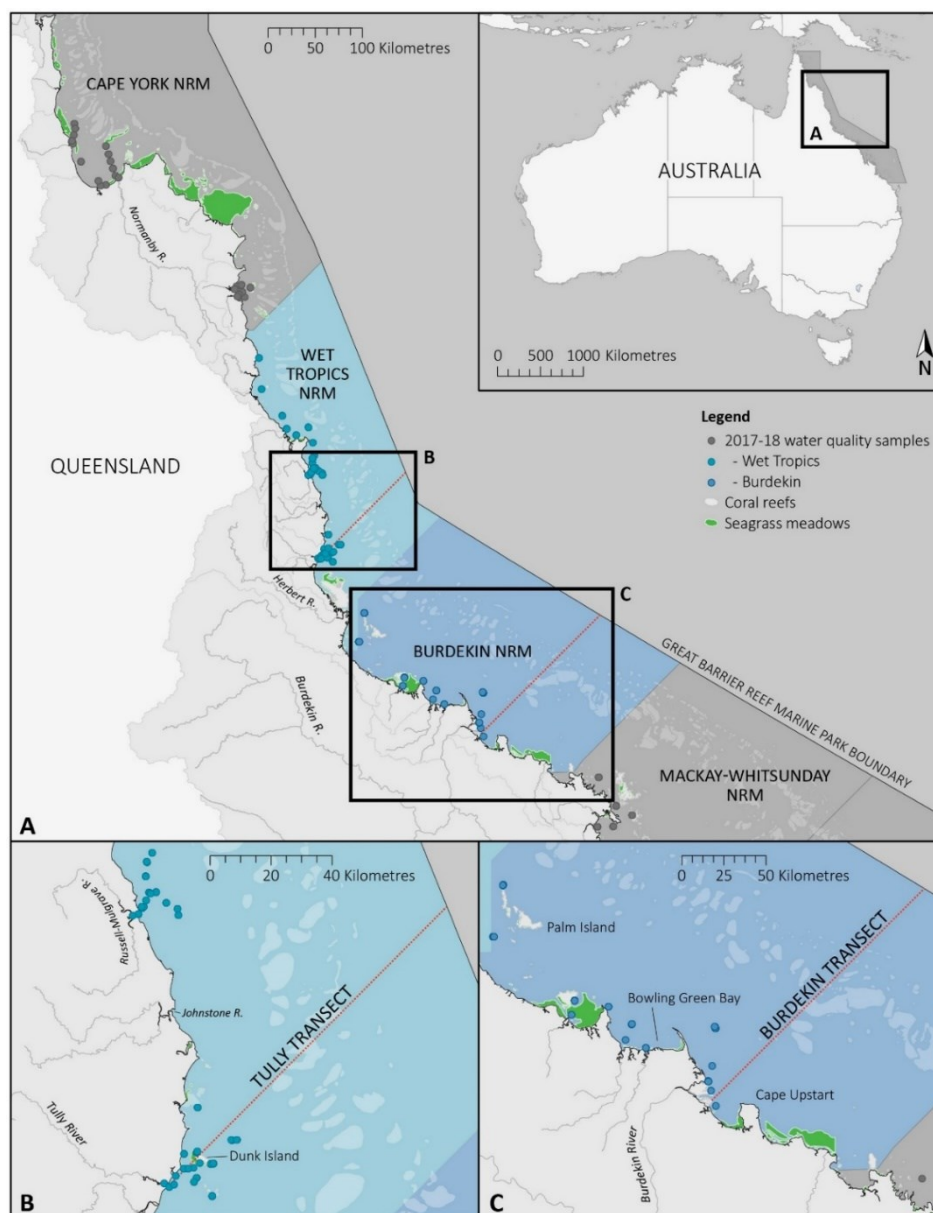 0 50 100 Kilometres
CAPE YORK NRM
Normanby R.
WET
TROPICS
NRM
QUEENSLAND
B
Herbert R.
C
BURDEKIN NRM
Burdekin R.
GREAT BARRIER REEF MARINE PARK BOUNDARY
MACKAY-WHITSUNDAY
NRM
A
AUSTRALIA
A
0 500 1000 Kilometres
N
Legend
2017-18 water quality samples
- Wet Tropics
- Burdekin
Coral reefs
Seagrass meadows
0 20 40
Kilometres
Russell-Mulgrave R.
Johnstone R.
TULLY TRANSECT
Tully River
Dunk Island
B
0 25 50
Kilometres
Palm Island
Bowling Green Bay
BURDEKIN TRANSECT
Cape Upstart
Burdekin River
C